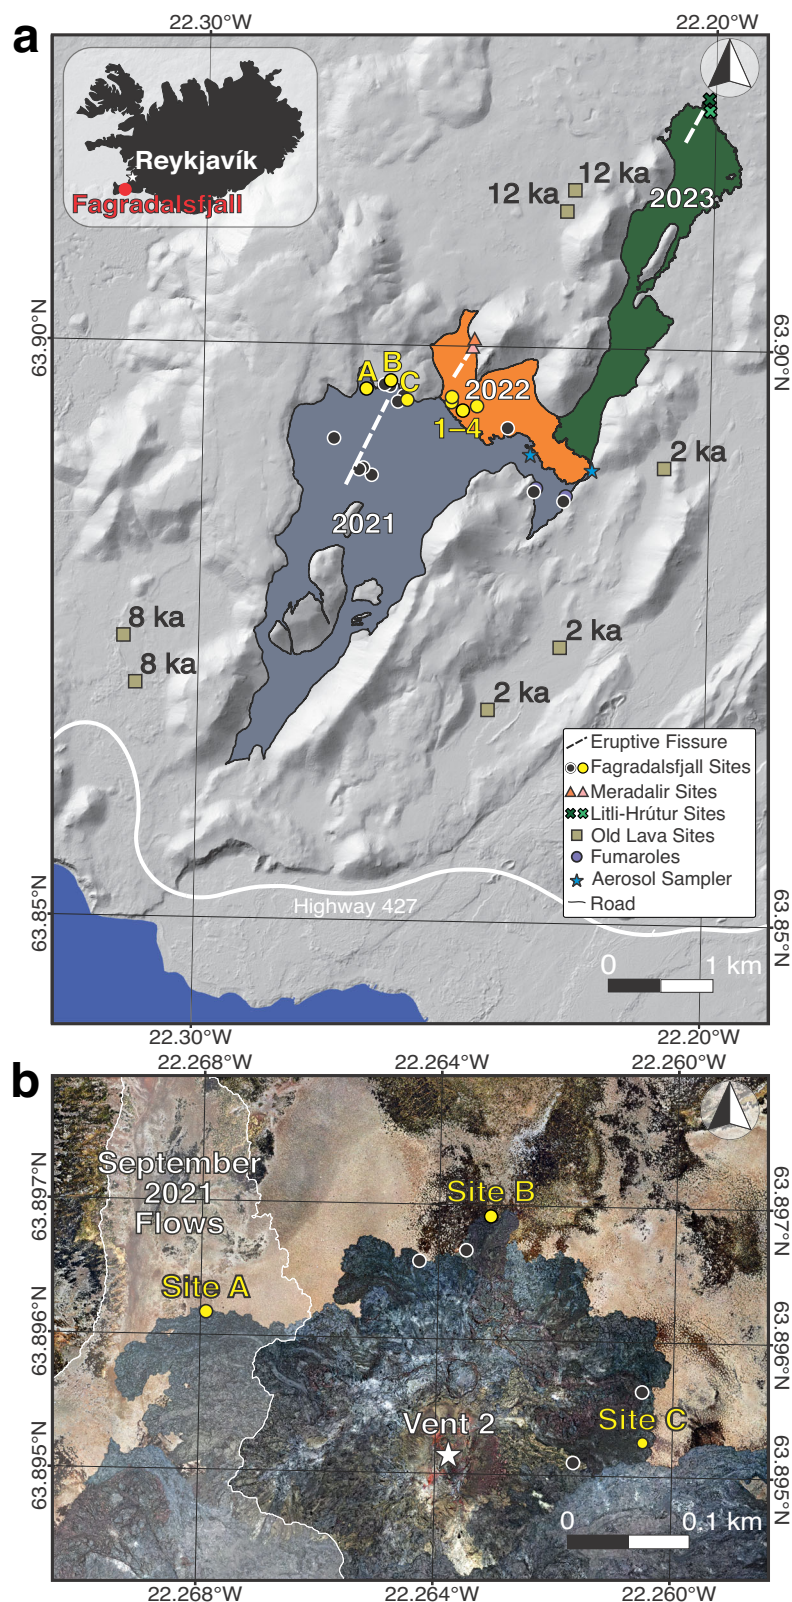 a
22.30°W
22.20°W
Reykjavík
Fagradalsfjall
12 ka
12 ka
2023
63.90°N
63.90°N
A
B
C
2022
1–4
2 ka
2021
8 ka
8 ka
2 ka
2 ka
Eruptive Fissure
Fagradalsfjall Sites
Meradalir Sites
Litli-Hrútur Sites
Old Lava Sites
Fumaroles
Aerosol Sampler
Road
63.85°N
63.85°N
Highway 427
0
1 km
22.30°W
22.20°W
b
22.268°W
22.264°W
22.260°W
September
2021
Flows
63.897°N
63.897°N
Site B
Site A
63.896°N
63.896°N
Vent 2
Site C
63.895°N
63.895°N
0
0.1 km
22.268°W
22.264°W
22.260°W